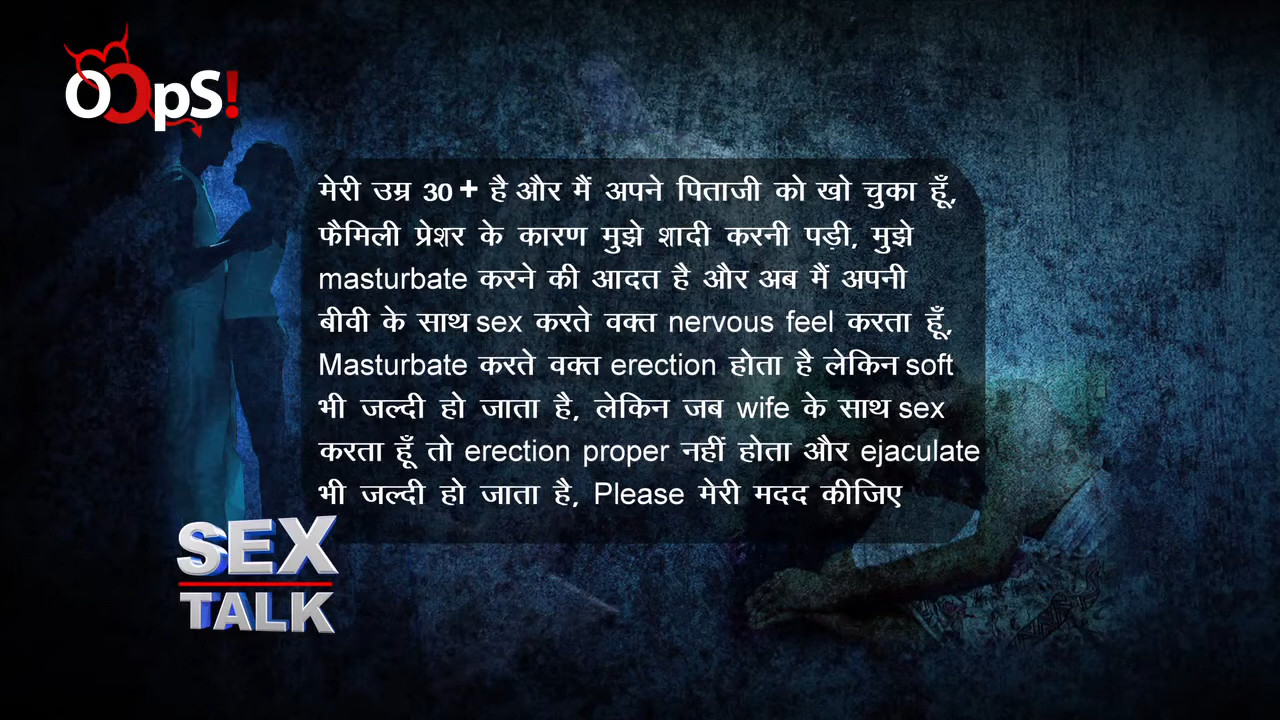 OOpS!
मेरी उम्र 30+ है और मैं अपने पिताजी को खो चुका हूँ,
फैमिली प्रेशर के कारण मुझे शादी करनी पड़ी, मुझे
masturbate करने की आदत है और अब मैं अपनी
बीवी के साथ sex करते वक्त nervous feel करता हूँ,
Masturbate करते वक्त erection होता है लेकिन soft
भी जल्दी हो जाता है, लेकिन जब wife के साथ sex
करता हूँ तो erection proper नहीं होता और ejaculate
भी जल्दी हो जाता है, Please मेरी मदद कीजिए
SEX
TALK